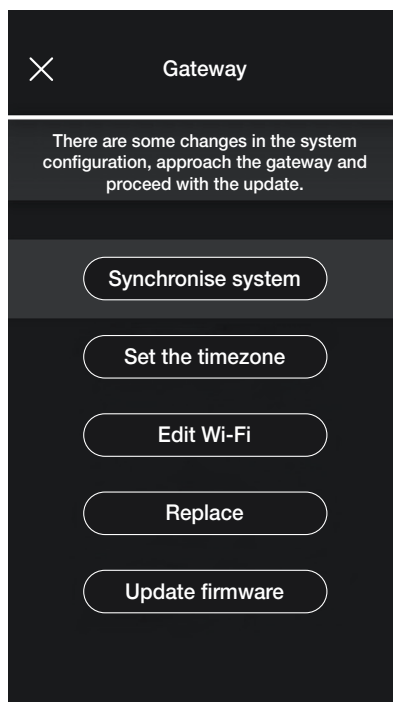 Gateway
There are some changes in the system
configuration, approach the gateway and
proceed with the update.
Synchronise system
Set the timezone
Edit Wi-Fi
Replace
Update firmware